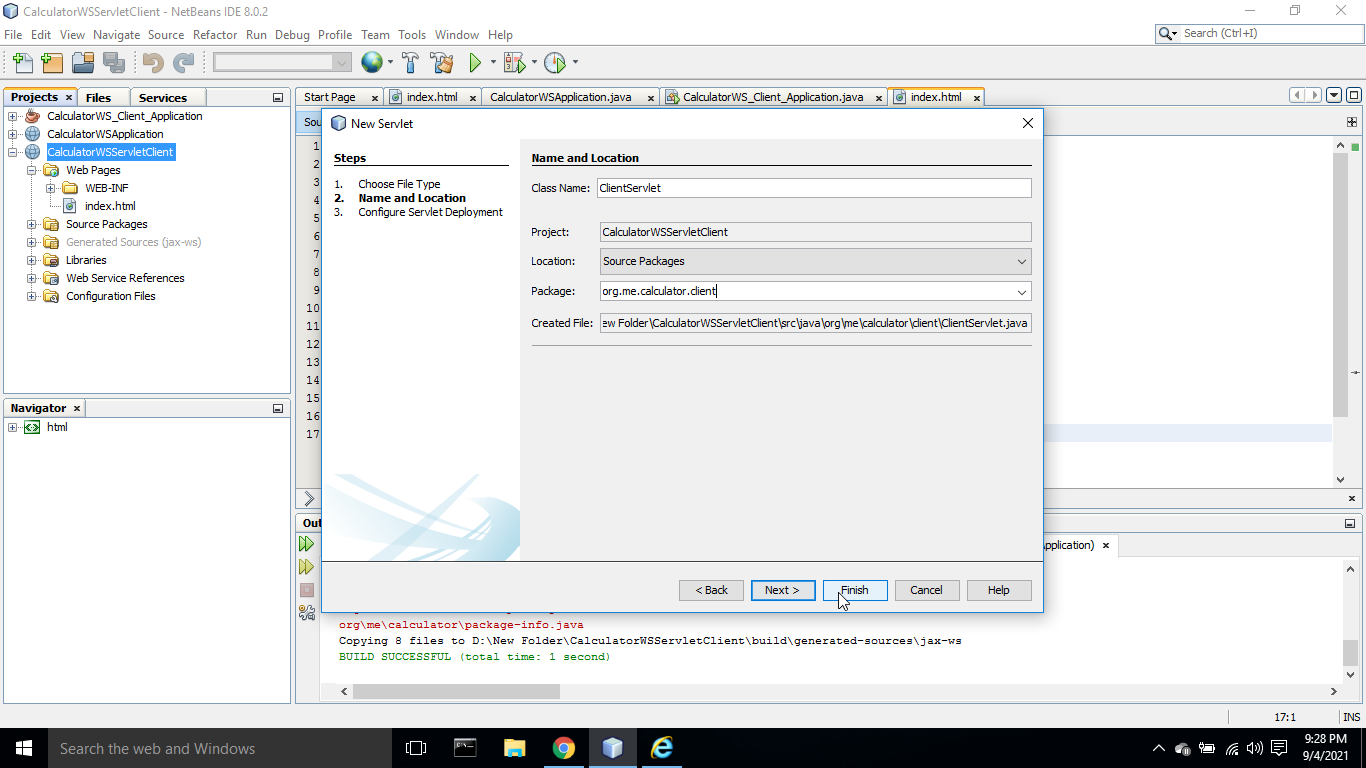 CalculatorWSServletClient - NetBeans IDE 8.0.2
File Edit View Navigate Source Refactor Run Debug Profile Team Tools Window Help
Search (Ctrl+I)
Projects Files Services
Start Page index.html CalculatorWSApplication.java CalculatorWS_Client_Application.java index.html
CalculatorWS_Client_Application
CalculatorWSApplication
CalculatorWSServletClient
Web Pages
WEB-INF
index.html
Source Packages
Generated Sources (jax-ws)
Libraries
Web Service References
Configuration Files
Navigator
html
Sou
1
2
3
4
5
6
7
8
9
10
11
12
13
14
15
16
17
New Servlet
Steps
1. Choose File Type
2. Name and Location
3. Configure Servlet Deployment
Name and Location
Class Name: ClientServlet
Project: CalculatorWSServletClient
Location: Source Packages
Package: org.me.calculator.client
Created File: ew Folder\CalculatorWSServletClient\src\java\org\me\calculator\client\ClientServlet.java
< Back Next > Finish Cancel Help
Out
pplication)
org\me\calculator\package-info.java
Copying 8 files to D:\New Folder\CalculatorWSServletClient\build\generated-sources\jax-ws
BUILD SUCCESSFUL (total time: 1 second)
17:1 INS
Search the web and Windows
9:28 PM
9/4/2021